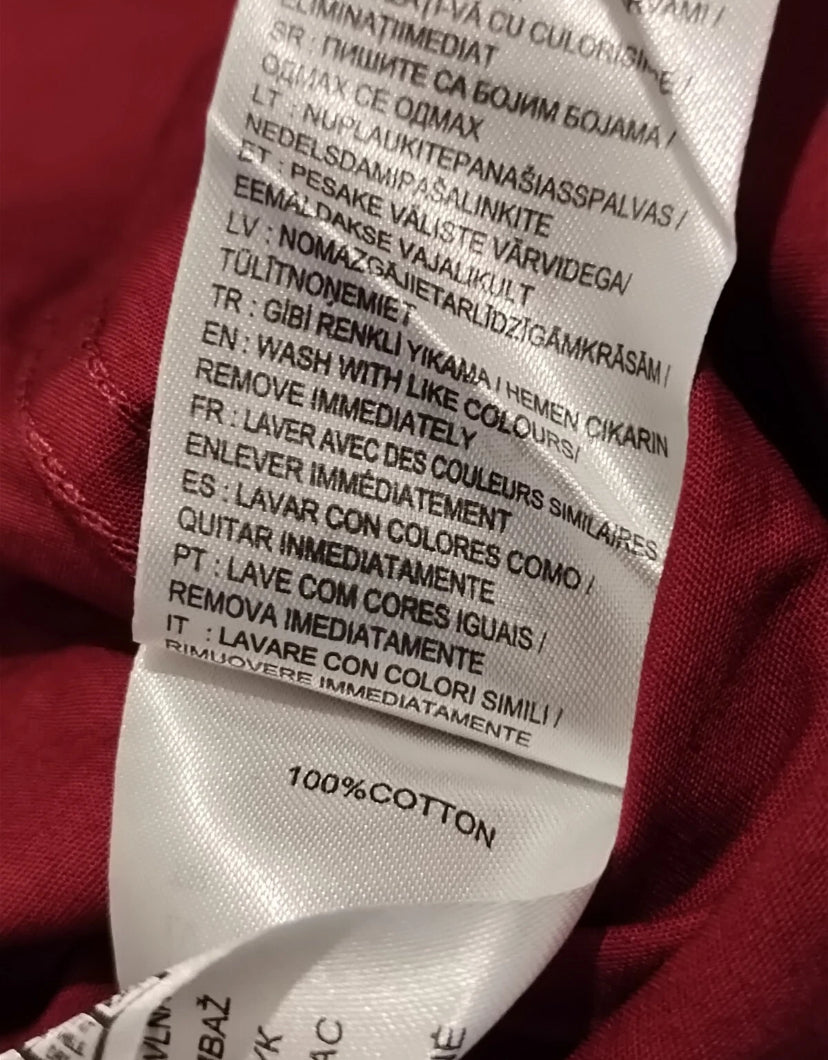 CU CULORI
ELIMINAȚIIMEDIAT
SR : ПИШИТЕ СА БОЈИМ БОЈАМА /
ОДМАХ СЕ ОДМАХ
LT : NUPLAUKITEPANAŠIASSPALVAS /
NEDELSDAMIPAŠALINKITE
ET : PESAKE VÄLISTE VÄRVIDEGA/
EEMALDAKSE VAJALIKULT
LV : NOMAZGĀJIETARLĪDZĪGĀMKRĀSĀM /
TŪLĪTNOŅEMIET
TR : GİBİ RENKLİ YIKAMA / HEMEN ÇIKARIN
EN : WASH WITH LIKE COLOURS/
REMOVE IMMEDIATELY
FR : LAVER AVEC DES COULEURS SIMILAIRES
ENLEVER IMMÉDIATEMENT
ES : LAVAR CON COLORES COMO /
QUITAR INMEDIATAMENTE
PT : LAVE COM CORES IGUAIS /
REMOVA IMEDIATAMENTE
IT : LAVARE CON COLORI SIMILI /
RIMUOVERE IMMEDIATAMENTE
100%COTTON